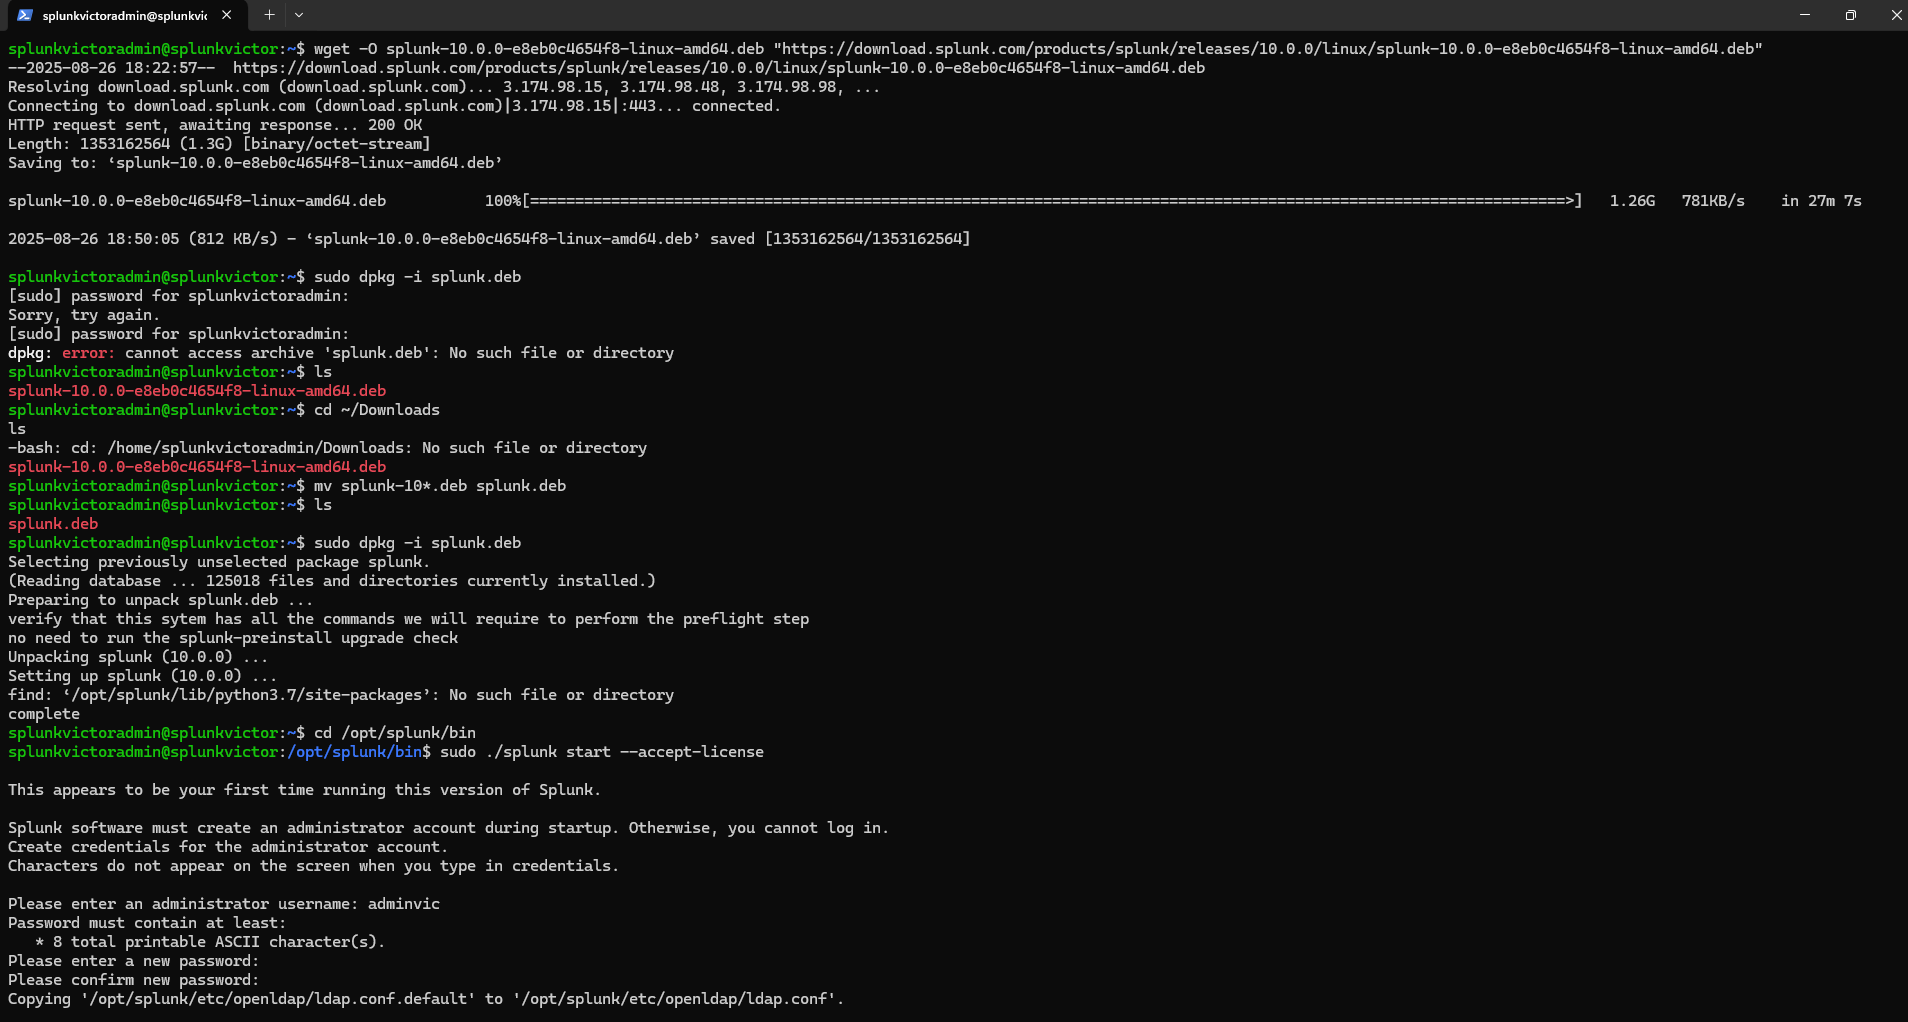 splunkvictoradmin@splunkvic
splunkvictoradmin@splunkvictor:~$ wget -O splunk-10.0.0-e8eb0c4654f8-linux-amd64.deb "https://download.splunk.com/products/splunk/releases/10.0.0/linux/splunk-10.0.0-e8eb0c4654f8-linux-amd64.deb"
--2025-08-26 18:22:57--  https://download.splunk.com/products/splunk/releases/10.0.0/linux/splunk-10.0.0-e8eb0c4654f8-linux-amd64.deb
Resolving download.splunk.com (download.splunk.com)... 3.174.98.15, 3.174.98.48, 3.174.98.98, ...
Connecting to download.splunk.com (download.splunk.com)|3.174.98.15|:443... connected.
HTTP request sent, awaiting response... 200 OK
Length: 1353162564 (1.3G) [binary/octet-stream]
Saving to: ‘splunk-10.0.0-e8eb0c4654f8-linux-amd64.deb’
splunk-10.0.0-e8eb0c4654f8-linux-amd64.deb           100%[===================================================================================================================>]   1.26G   781KB/s    in 27m 7s
2025-08-26 18:50:05 (812 KB/s) - ‘splunk-10.0.0-e8eb0c4654f8-linux-amd64.deb’ saved [1353162564/1353162564]
splunkvictoradmin@splunkvictor:~$ sudo dpkg -i splunk.deb
[sudo] password for splunkvictoradmin:
Sorry, try again.
[sudo] password for splunkvictoradmin:
dpkg: error: cannot access archive 'splunk.deb': No such file or directory
splunkvictoradmin@splunkvictor:~$ ls
splunk-10.0.0-e8eb0c4654f8-linux-amd64.deb
splunkvictoradmin@splunkvictor:~$ cd ~/Downloads
ls
-bash: cd: /home/splunkvictoradmin/Downloads: No such file or directory
splunk-10.0.0-e8eb0c4654f8-linux-amd64.deb
splunkvictoradmin@splunkvictor:~$ mv splunk-10*.deb splunk.deb
splunkvictoradmin@splunkvictor:~$ ls
splunk.deb
splunkvictoradmin@splunkvictor:~$ sudo dpkg -i splunk.deb
Selecting previously unselected package splunk.
(Reading database ... 125018 files and directories currently installed.)
Preparing to unpack splunk.deb ...
verify that this sytem has all the commands we will require to perform the preflight step
no need to run the splunk-preinstall upgrade check
Unpacking splunk (10.0.0) ...
Setting up splunk (10.0.0) ...
find: ‘/opt/splunk/lib/python3.7/site-packages’: No such file or directory
complete
splunkvictoradmin@splunkvictor:~$ cd /opt/splunk/bin
splunkvictoradmin@splunkvictor:/opt/splunk/bin$ sudo ./splunk start --accept-license
This appears to be your first time running this version of Splunk.
Splunk software must create an administrator account during startup. Otherwise, you cannot log in.
Create credentials for the administrator account.
Characters do not appear on the screen when you type in credentials.
Please enter an administrator username: adminvic
Password must contain at least:
   * 8 total printable ASCII character(s).
Please enter a new password:
Please confirm new password:
Copying '/opt/splunk/etc/openldap/ldap.conf.default' to '/opt/splunk/etc/openldap/ldap.conf'.